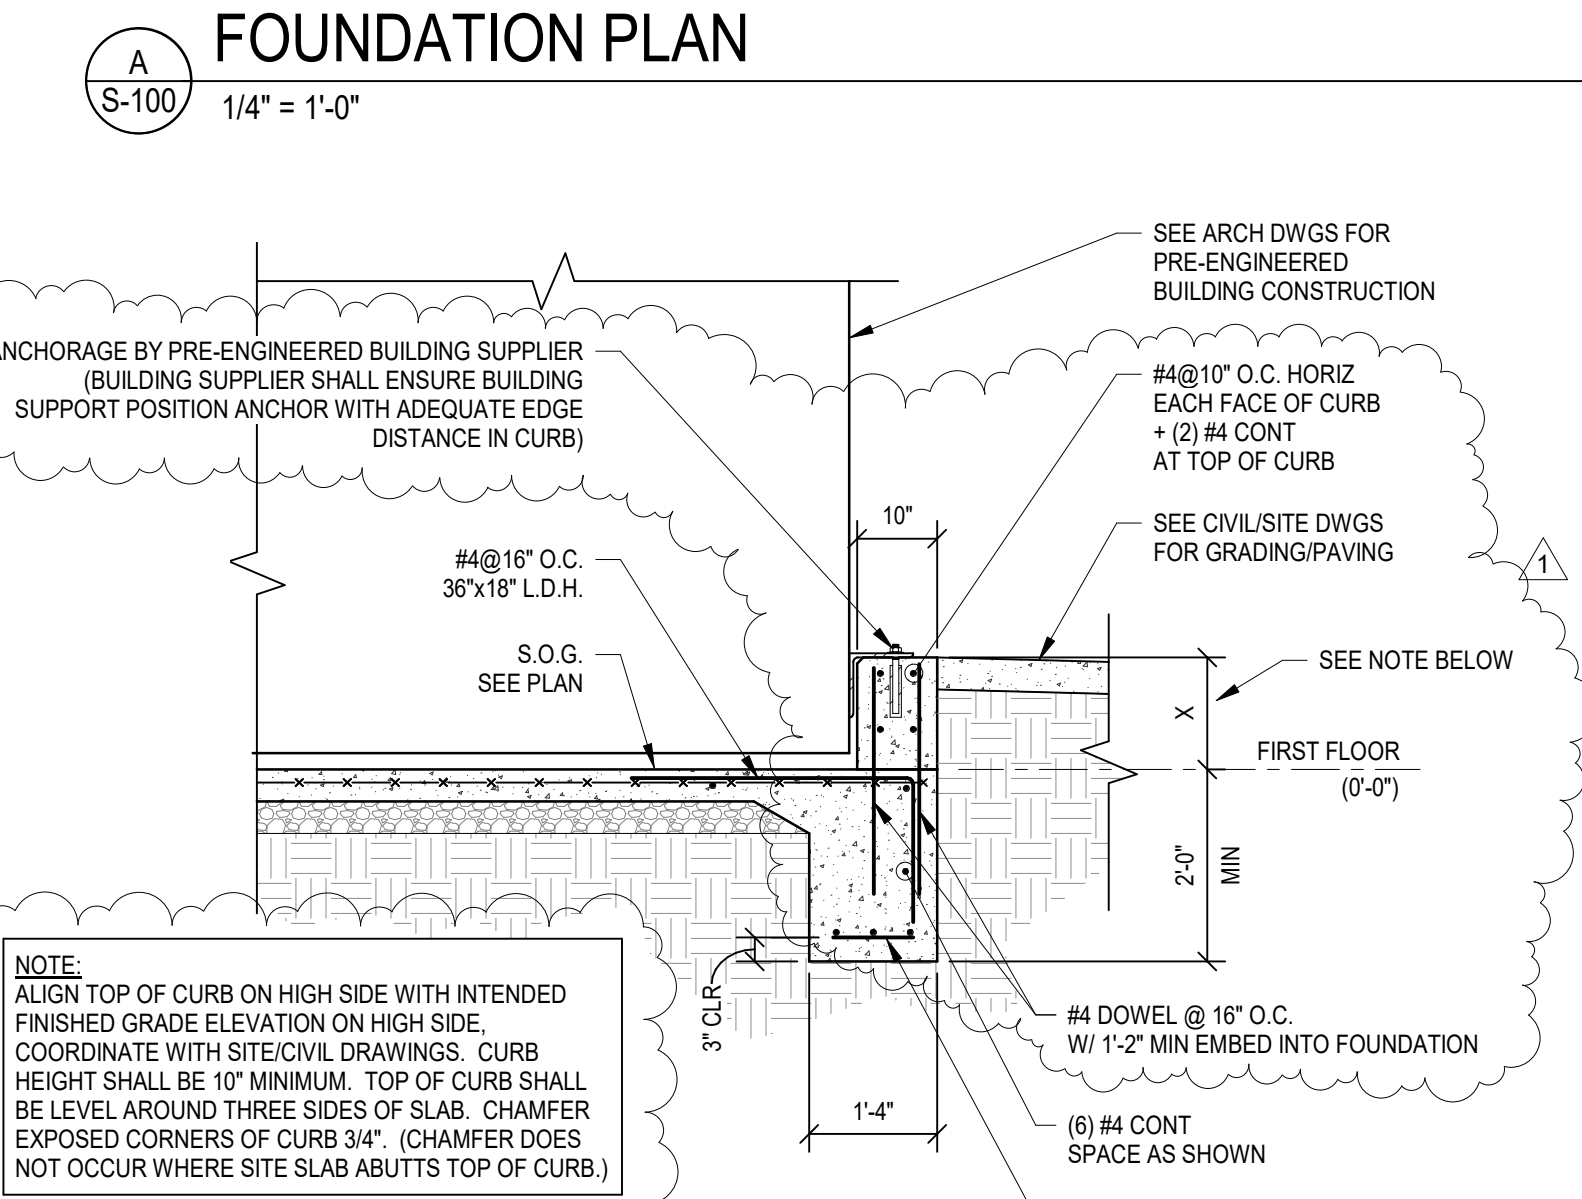 FOUNDATION PLAN
A
S-100
1/4" = 1'-0"
SEE ARCH DWGS FOR
PRE-ENGINEERED
BUILDING CONSTRUCTION
ANCHORAGE BY PRE-ENGINEERED BUILDING SUPPLIER
(BUILDING SUPPLIER SHALL ENSURE BUILDING
SUPPORT POSITION ANCHOR WITH ADEQUATE EDGE
DISTANCE IN CURB)
#4@10" O.C. HORIZ
EACH FACE OF CURB
+ (2) #4 CONT
AT TOP OF CURB
10"
SEE CIVIL/SITE DWGS
FOR GRADING/PAVING
1
#4@16" O.C.
36"x18" L.D.H.
S.O.G.
SEE PLAN
SEE NOTE BELOW
X
FIRST FLOOR
(0'-0")
2'-0"
MIN
3" CLR
#4 DOWEL @ 16" O.C.
W/ 1'-2" MIN EMBED INTO FOUNDATION
1'-4"
(6) #4 CONT
SPACE AS SHOWN
NOTE:
ALIGN TOP OF CURB ON HIGH SIDE WITH INTENDED
FINISHED GRADE ELEVATION ON HIGH SIDE,
COORDINATE WITH SITE/CIVIL DRAWINGS. CURB
HEIGHT SHALL BE 10" MINIMUM. TOP OF CURB SHALL
BE LEVEL AROUND THREE SIDES OF SLAB. CHAMFER
EXPOSED CORNERS OF CURB 3/4". (CHAMFER DOES
NOT OCCUR WHERE SITE SLAB ABUTTS TOP OF CURB.)